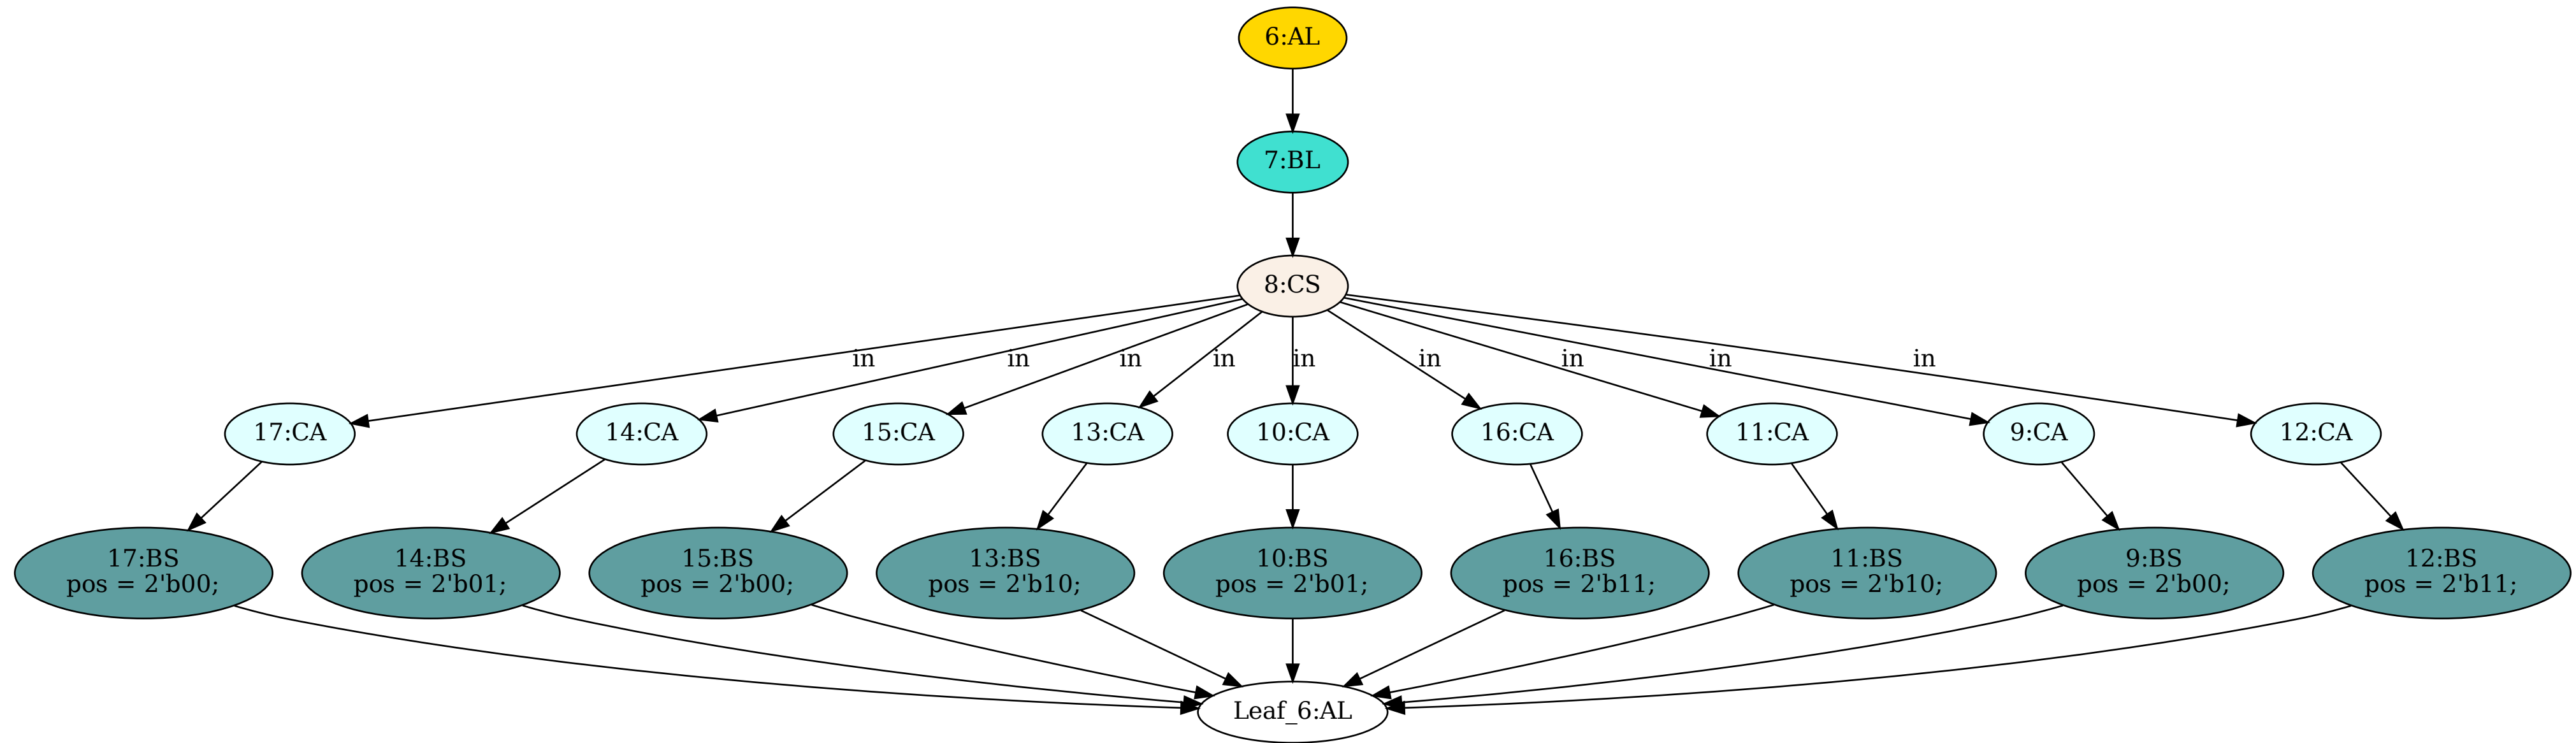 6:AL
7:BL
8:CS
in in in in in in in in in
17:CA 14:CA 15:CA 13:CA 10:CA 16:CA 11:CA 9:CA 12:CA
17:BS
pos = 2'b00;
14:BS
pos = 2'b01;
15:BS
pos = 2'b00;
13:BS
pos = 2'b10;
10:BS
pos = 2'b01;
16:BS
pos = 2'b11;
11:BS
pos = 2'b10;
9:BS
pos = 2'b00;
12:BS
pos = 2'b11;
Leaf_6:AL